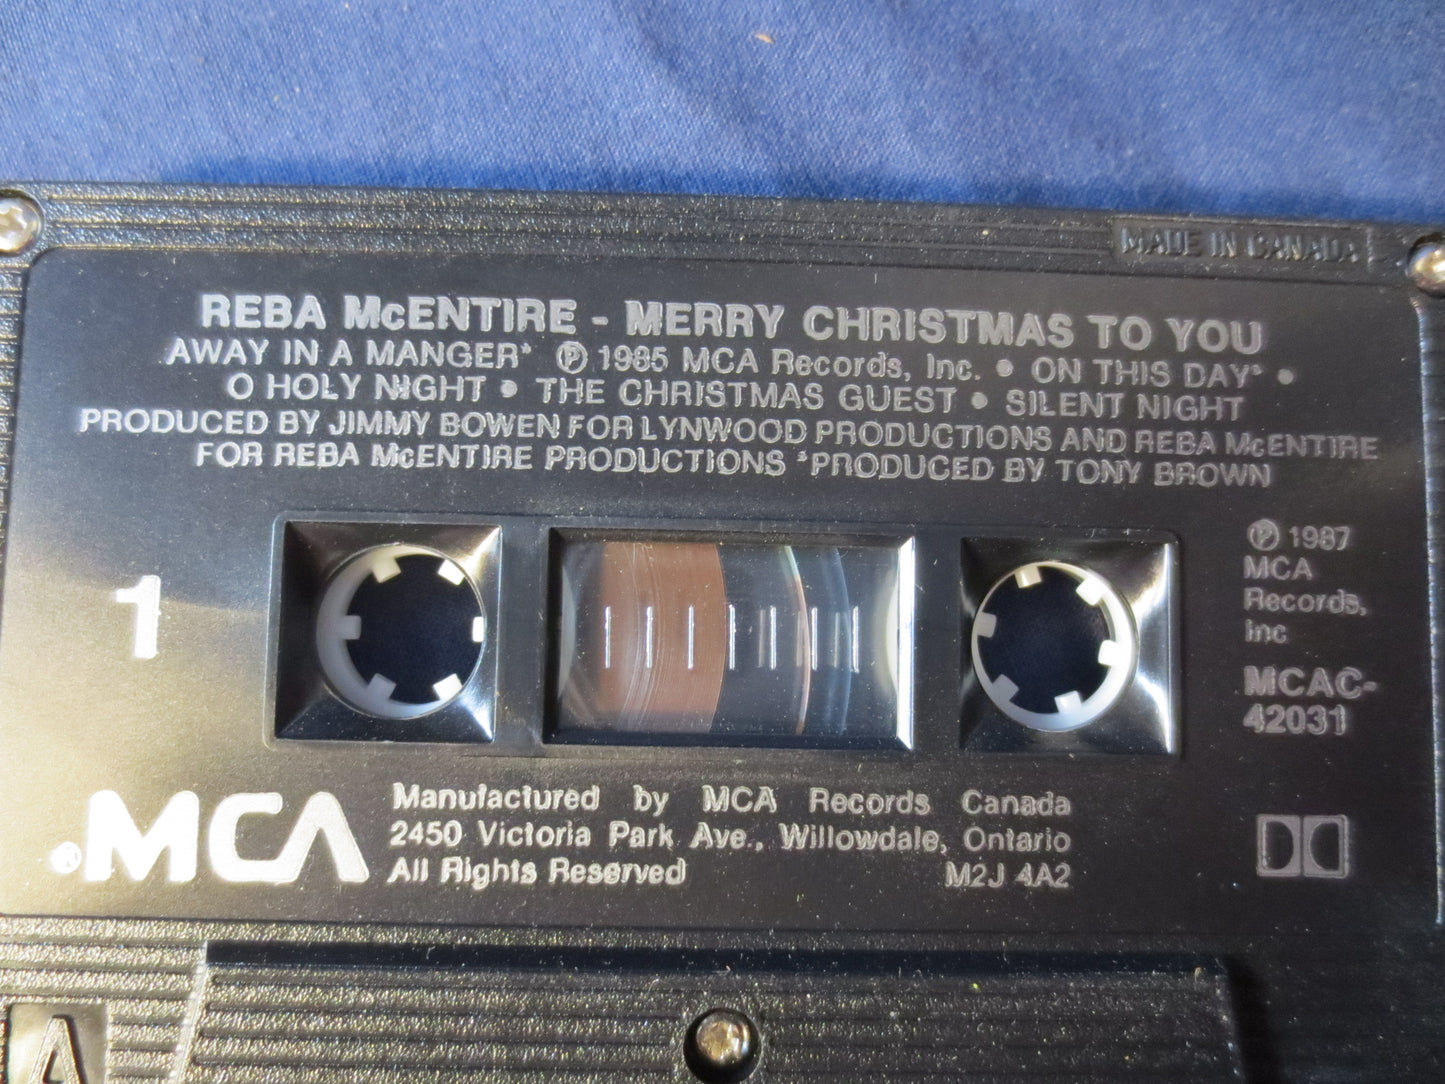 MADE IN CANADA
REBA McENTIRE - MERRY CHRISTMAS TO YOU
AWAY IN A MANGER* ℗ 1985 MCA Records, Inc. • ON THIS DAY* •
O HOLY NIGHT • THE CHRISTMAS GUEST • SILENT NIGHT
PRODUCED BY JIMMY BOWEN FOR LYNWOOD PRODUCTIONS AND REBA McENTIRE
FOR REBA McENTIRE PRODUCTIONS *PRODUCED BY TONY BROWN
1
℗ 1987
MCA
Records,
Inc
MCAC-
42031
®MCA
Manufactured by MCA Records Canada
2450 Victoria Park Ave., Willowdale, Ontario
All Rights Reserved M2J 4A2
A